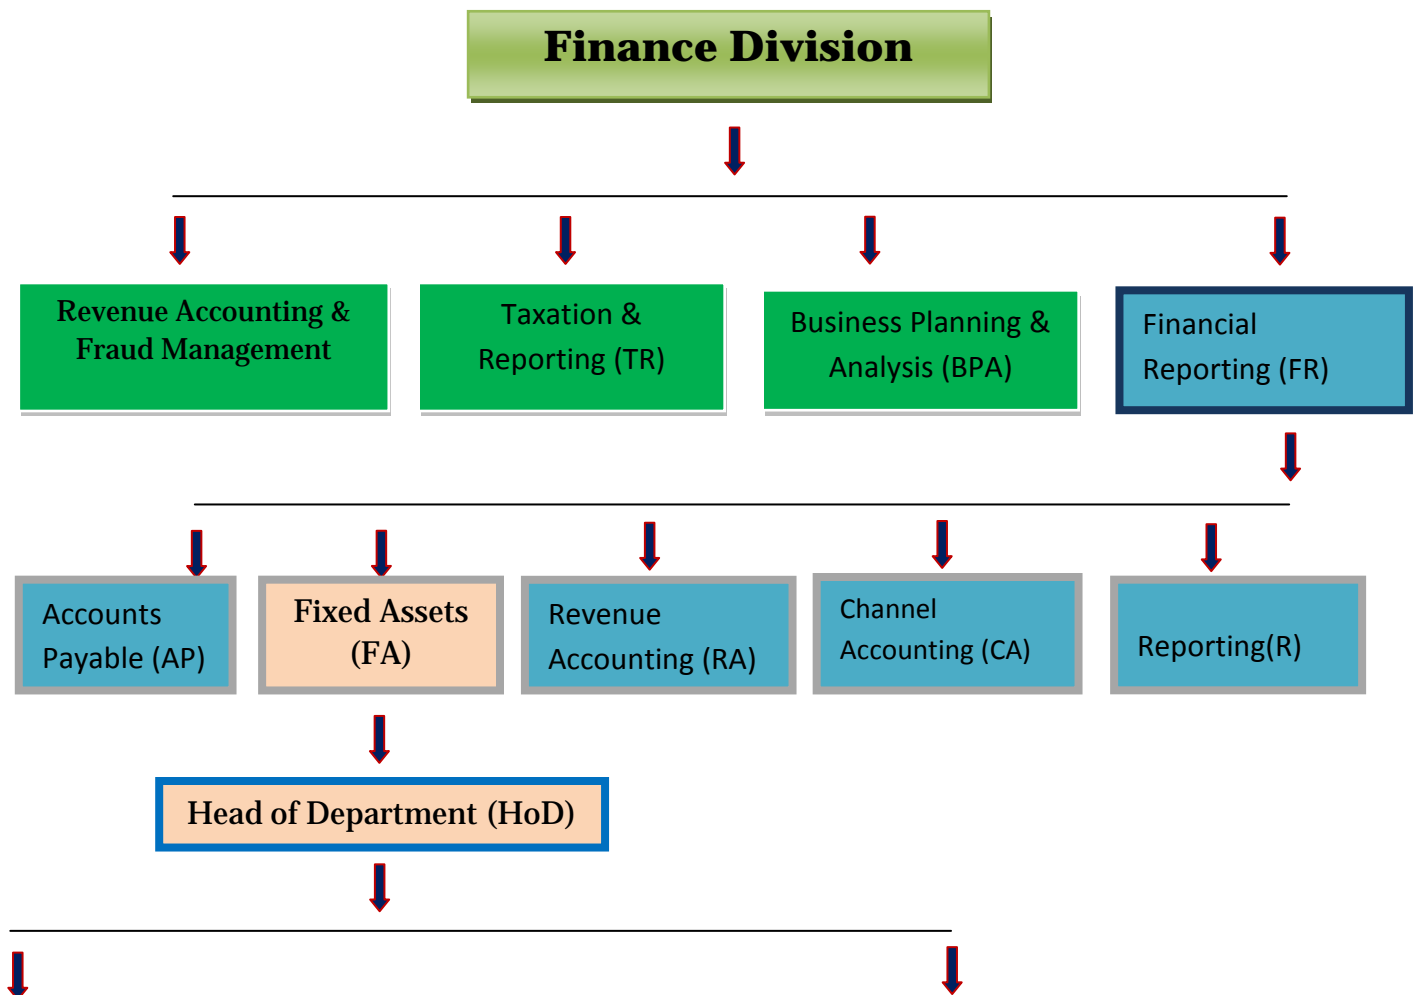 Finance Division
Revenue Accounting &
Fraud Management
Taxation &
Reporting (TR)
Business Planning &
Analysis (BPA)
Financial
Reporting (FR)
Accounts
Payable (AP)
Fixed Assets
(FA)
Revenue
Accounting (RA)
Channel
Accounting (CA)
Reporting(R)
Head of Department (HoD)